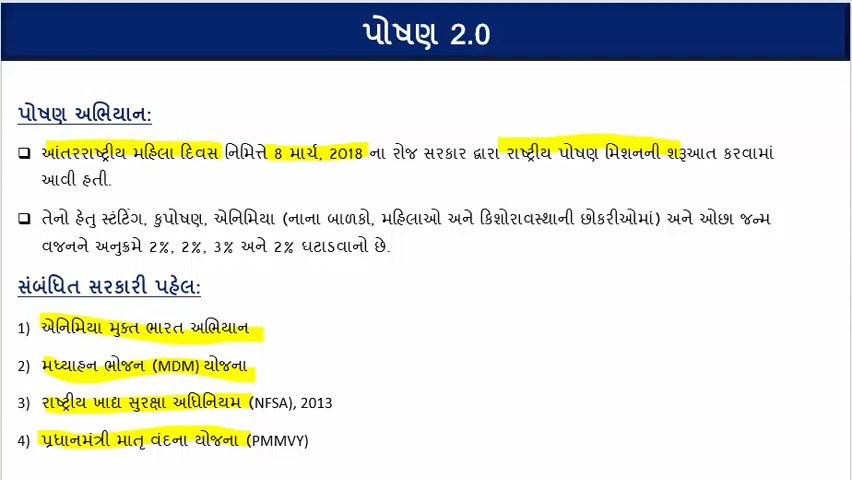 પોષણ 2.0
પોષણ અભિયાન:
❑ આંતરરાષ્ટ્રીય મહિલા દિવસ નિમિત્તે 8 માર્ચ, 2018 ના રોજ સરકાર દ્વારા રાષ્ટ્રીય પોષણ મિશનની શરૂઆત કરવામાં
આવી હતી.
❑ તેનો હેતુ સ્ટંટિંગ, કુપોષણ, એનિમિયા (નાના બાળકો, મહિલાઓ અને કિશોરાવસ્થાની છોકરીઓમાં) અને ઓછા જન્મ
વજનને અનુક્રમે 2%, 2%, 3% અને 2% ઘટાડવાનો છે.
સંબંધિત સરકારી પહેલ:
1) એનિમિયા મુક્ત ભારત અભિયાન
2) મધ્યાહન ભોજન (MDM) યોજના
3) રાષ્ટ્રીય ખાદ્ય સુરક્ષા અધિનિયમ (NFSA), 2013
4) પ્રધાનમંત્રી માતૃ વંદના યોજના (PMMVY)